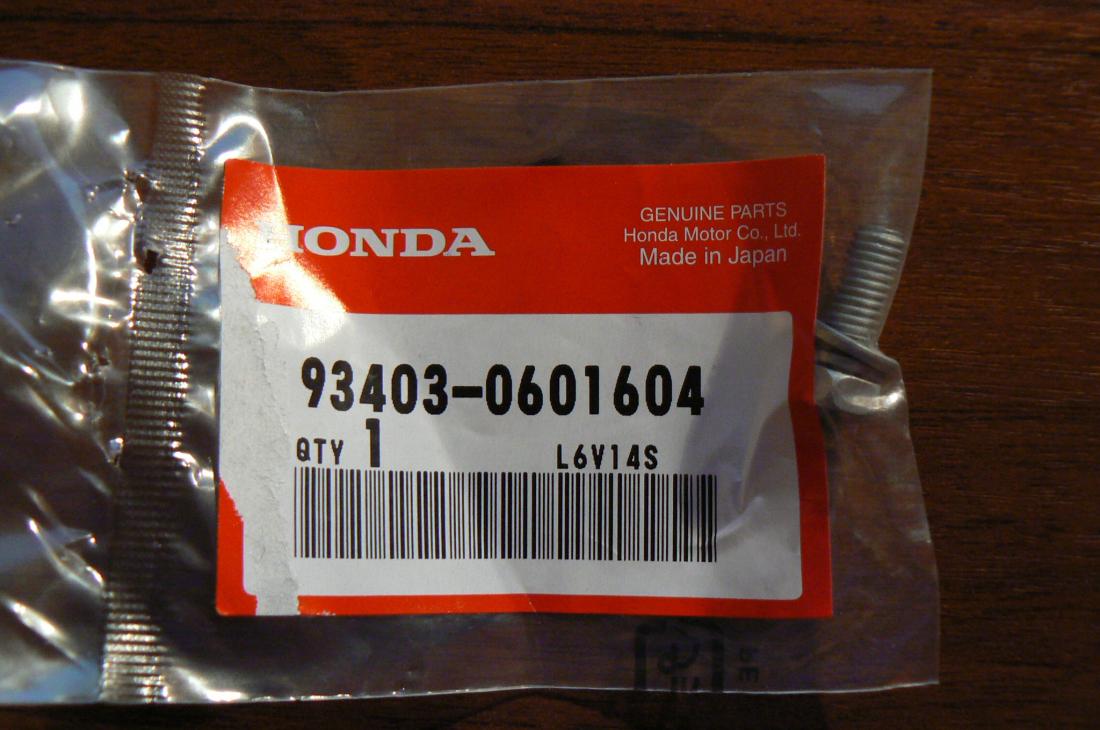 HONDA
GENUINE PARTS
Honda Motor Co., Ltd.
Made in Japan
93403-0601604
QTY 1
L6V14S